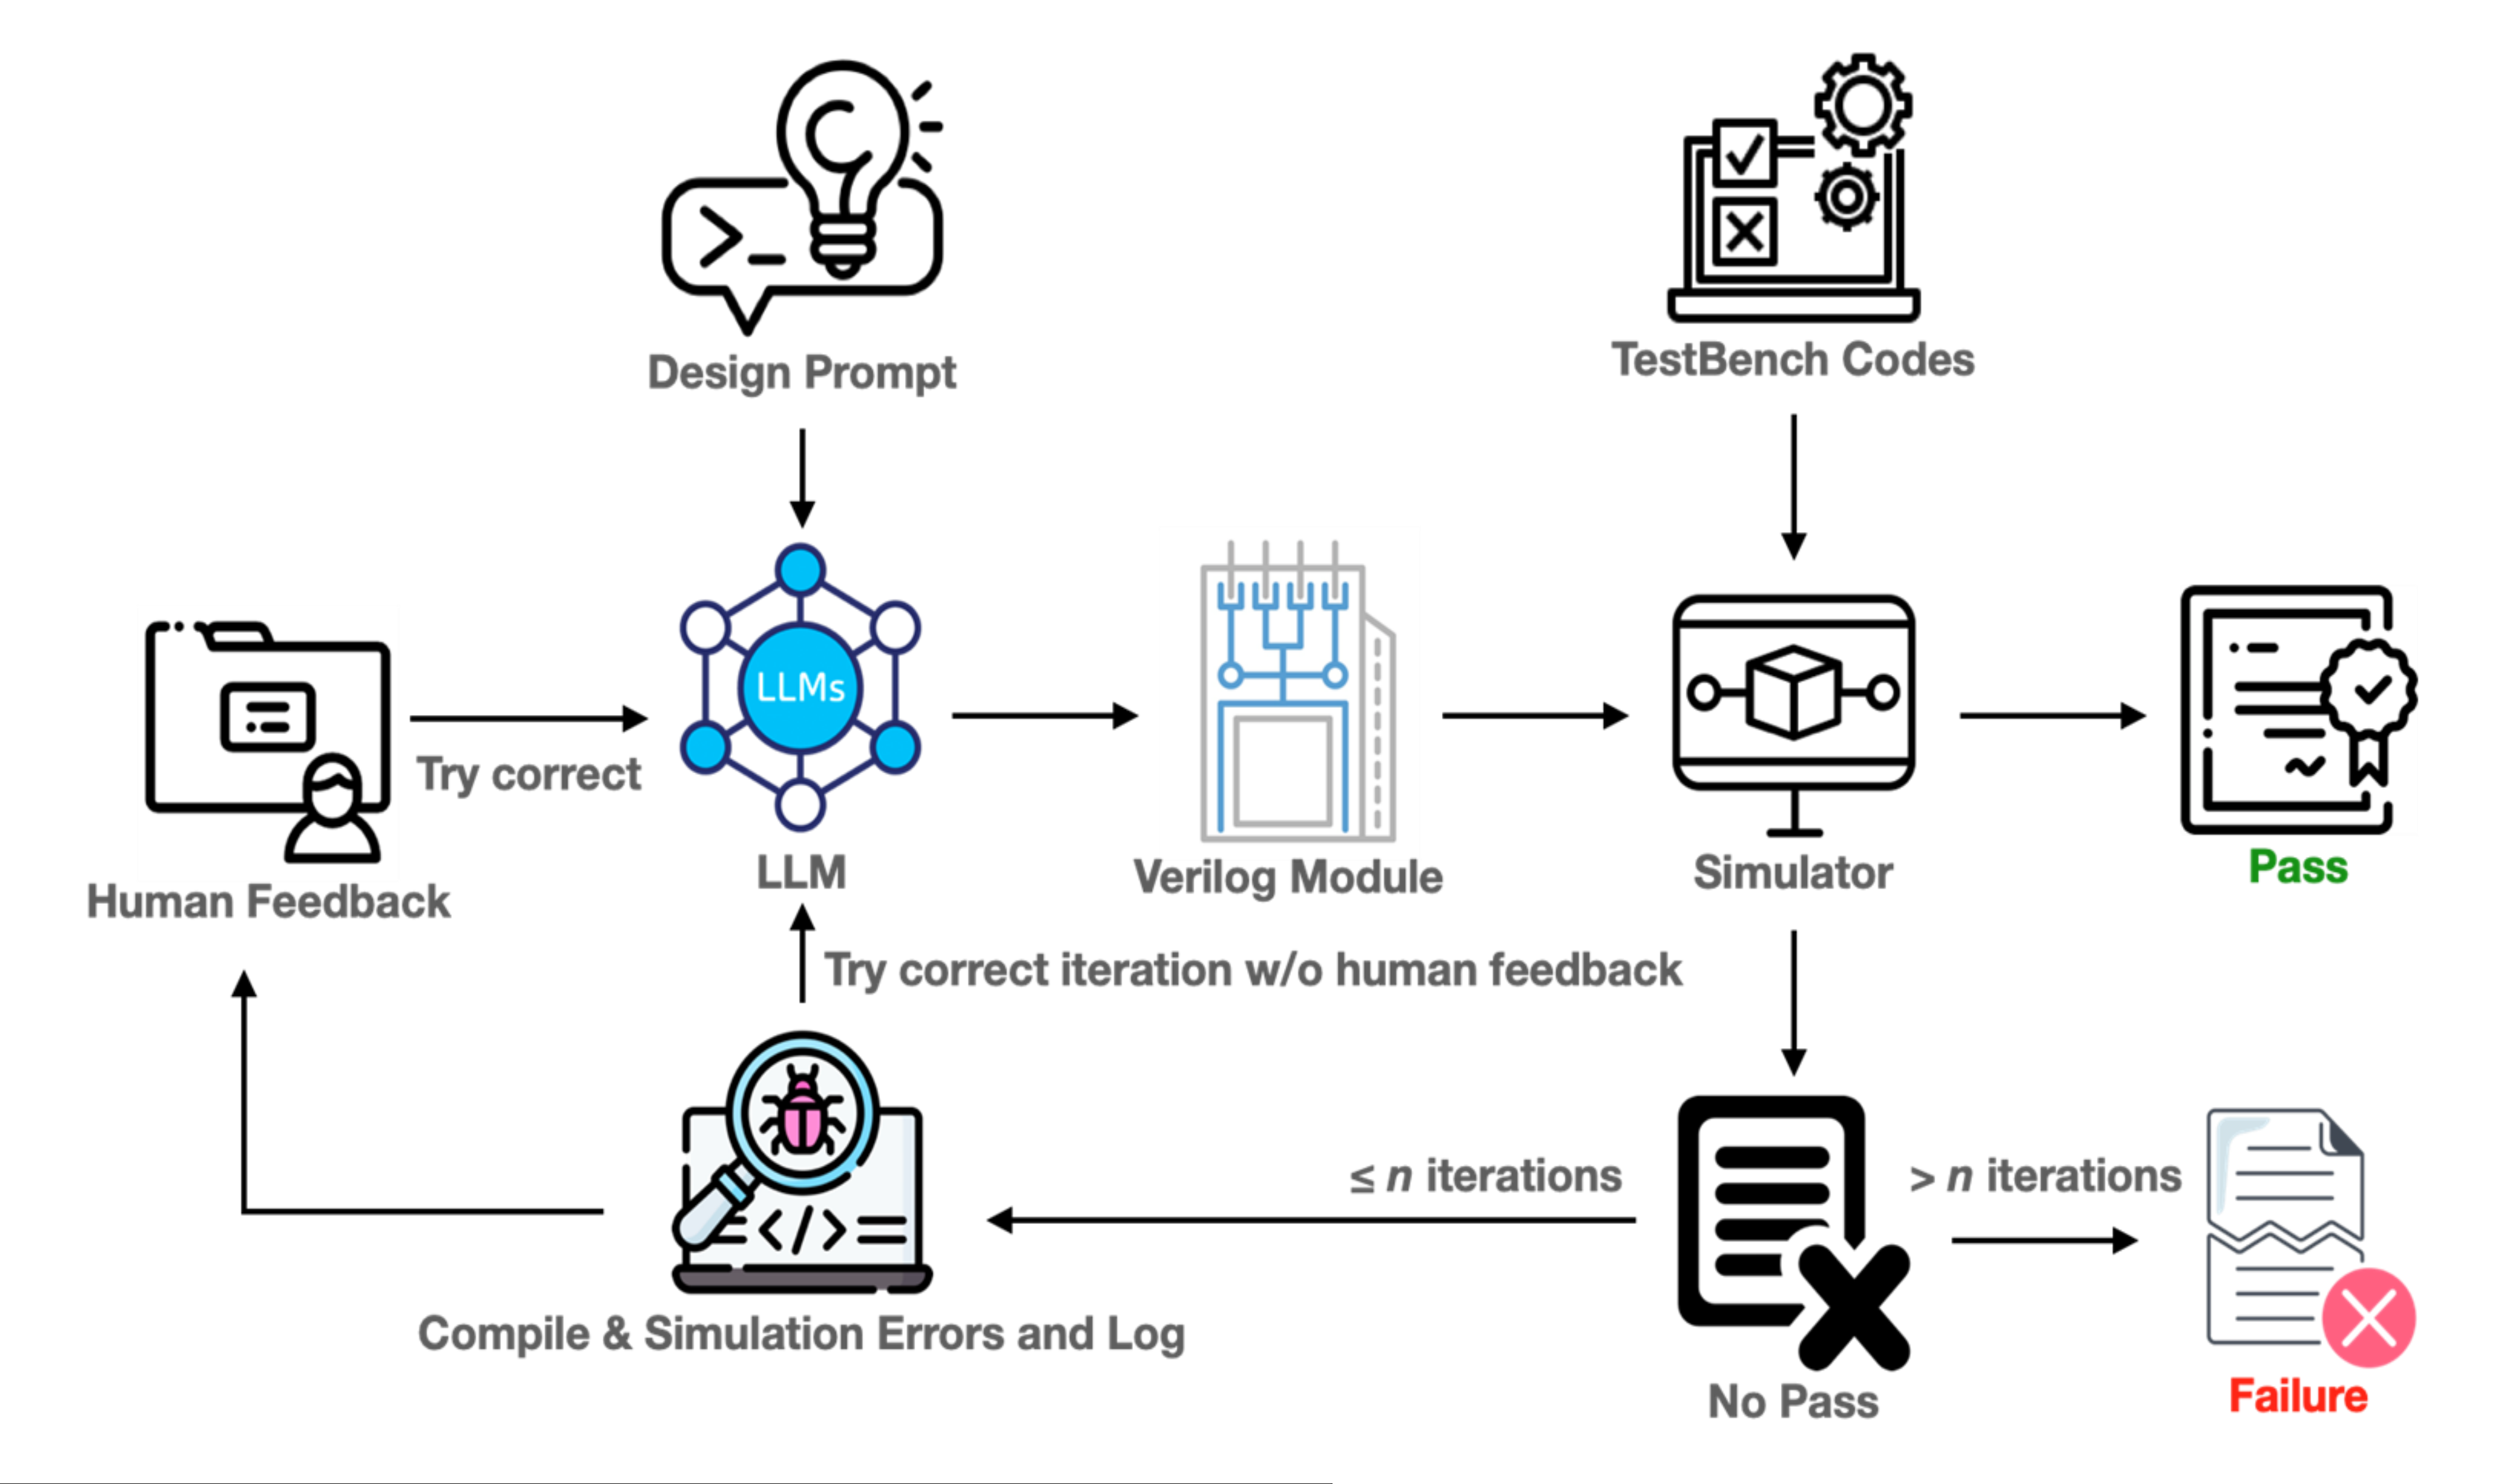 Design Prompt
TestBench Codes
LLMs
Try correct
Human Feedback
LLM
Verilog Module
Simulator
Pass
Try correct iteration w/o human feedback
≤ n iterations
> n iterations
Compile & Simulation Errors and Log
No Pass
Failure